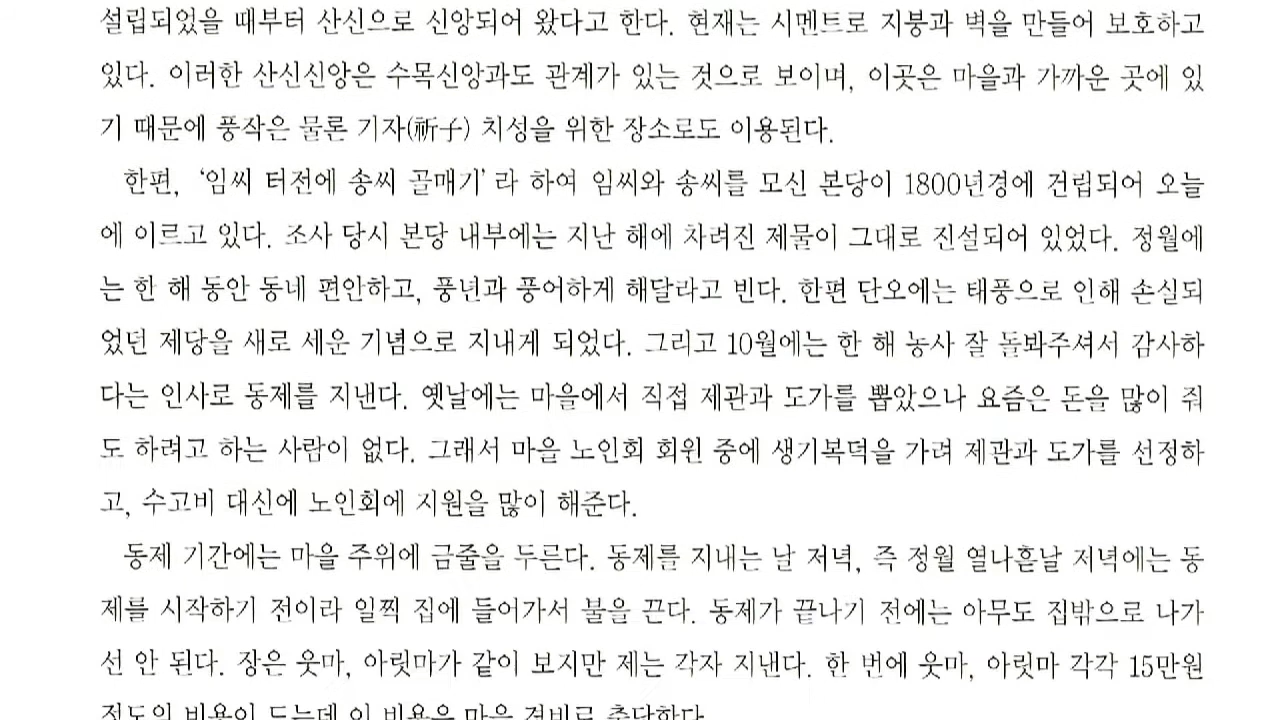 설립되었을 때부터 산신으로 신앙되어 왔다고 한다. 현재는 시멘트로 지붕과 벽을 만들어 보호하고
있다. 이러한 산신신앙은 수목신앙과도 관계가 있는 것으로 보이며, 이곳은 마을과 가까운 곳에 있
기 때문에 풍작은 물론 기자(祈子) 치성을 위한 장소로도 이용된다.
한편, ‘임씨 터전에 송씨 골매기’라 하여 임씨와 송씨를 모신 본당이 1800년경에 건립되어 오늘
에 이르고 있다. 조사 당시 본당 내부에는 지난 해에 차려진 제물이 그대로 진설되어 있었다. 정월에
는 한 해 동안 동네 편안하고, 풍년과 풍어하게 해달라고 빈다. 한편 단오에는 태풍으로 인해 손실되
었던 제당을 새로 세운 기념으로 지내게 되었다. 그리고 10월에는 한 해 농사 잘 돌봐주셔서 감사하
다는 인사로 동제를 지낸다. 옛날에는 마을에서 직접 제관과 도가를 뽑았으나 요즘은 돈을 많이 줘
도 하려고 하는 사람이 없다. 그래서 마을 노인회 회원 중에 생기복덕을 가려 제관과 도가를 선정하
고, 수고비 대신에 노인회에 지원을 많이 해준다.
동제 기간에는 마을 주위에 금줄을 두른다. 동제를 지내는 날 저녁, 즉 정월 열나흗날 저녁에는 동
제를 시작하기 전이라 일찍 집에 들어가서 불을 끈다. 동제가 끝나기 전에는 아무도 집밖으로 나가
선 안 된다. 장은 웃마, 아릿마가 같이 보지만 제는 각자 지낸다. 한 번에 웃마, 아릿마 각각 15만원
정도의 비용이 드는데 이 비용은 마을 경비로 충당한다.